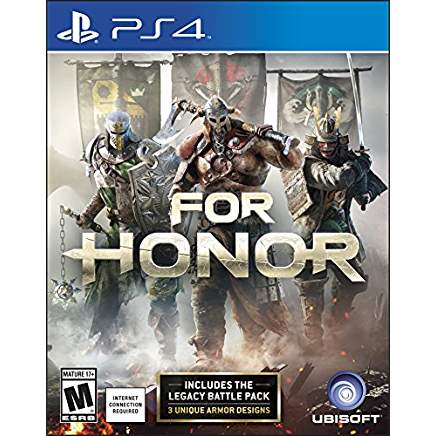 PS4
FOR
HONOR
MATURE 17+
M
ESRB
INTERNET
CONNECTION
REQUIRED
INCLUDES THE
LEGACY BATTLE PACK
3 UNIQUE ARMOR DESIGNS
UBISOFT